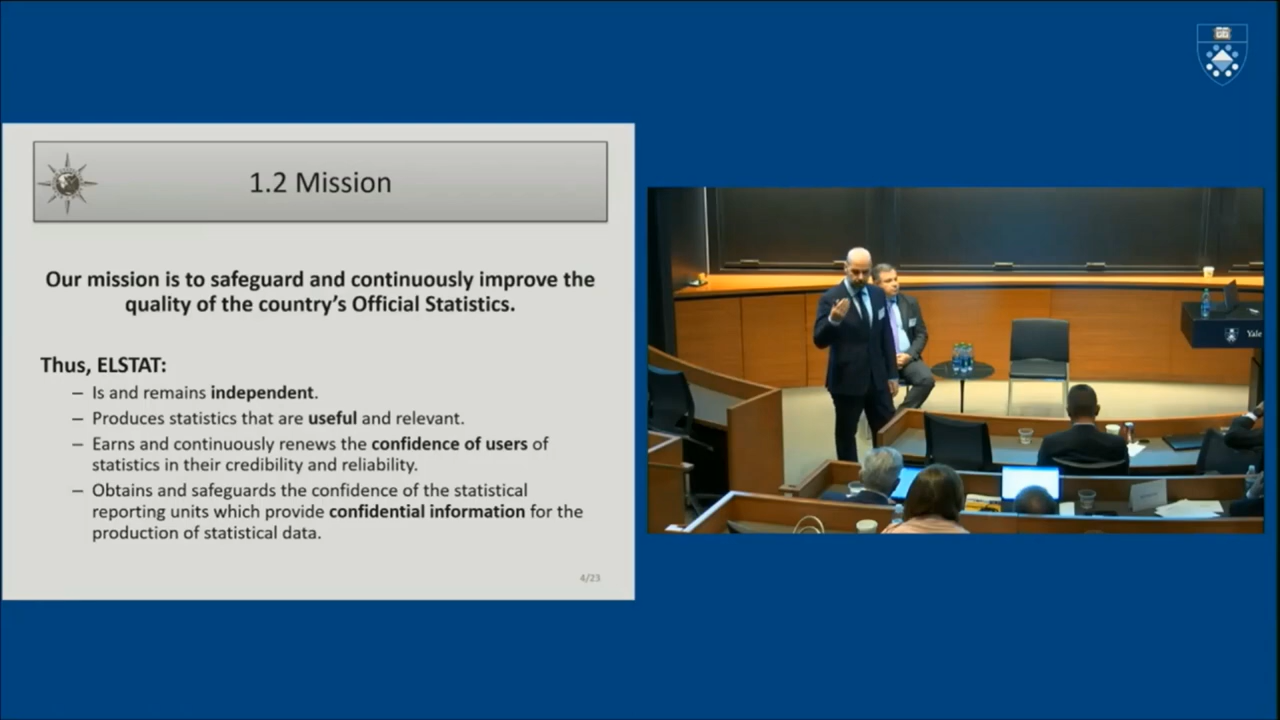 1.2 Mission
Our mission is to safeguard and continuously improve the
quality of the country's Official Statistics.
Thus, ELSTAT:
– Is and remains independent.
– Produces statistics that are useful and relevant.
– Earns and continuously renews the confidence of users of
statistics in their credibility and reliability.
– Obtains and safeguards the confidence of the statistical
reporting units which provide confidential information for the
production of statistical data.
4/23
Yale